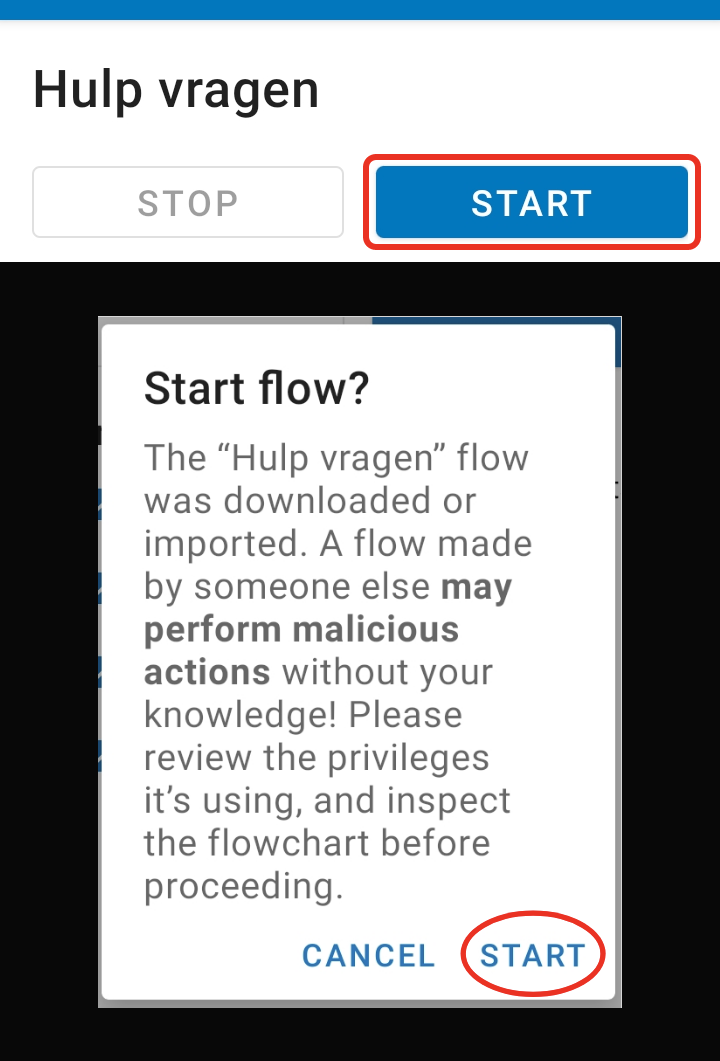 Hulp vragen
STOP
START
Start flow?
The “Hulp vragen” flow
was downloaded or
imported. A flow made
by someone else may
perform malicious
actions without your
knowledge! Please
review the privileges
it’s using, and inspect
the flowchart before
proceeding.
CANCEL START